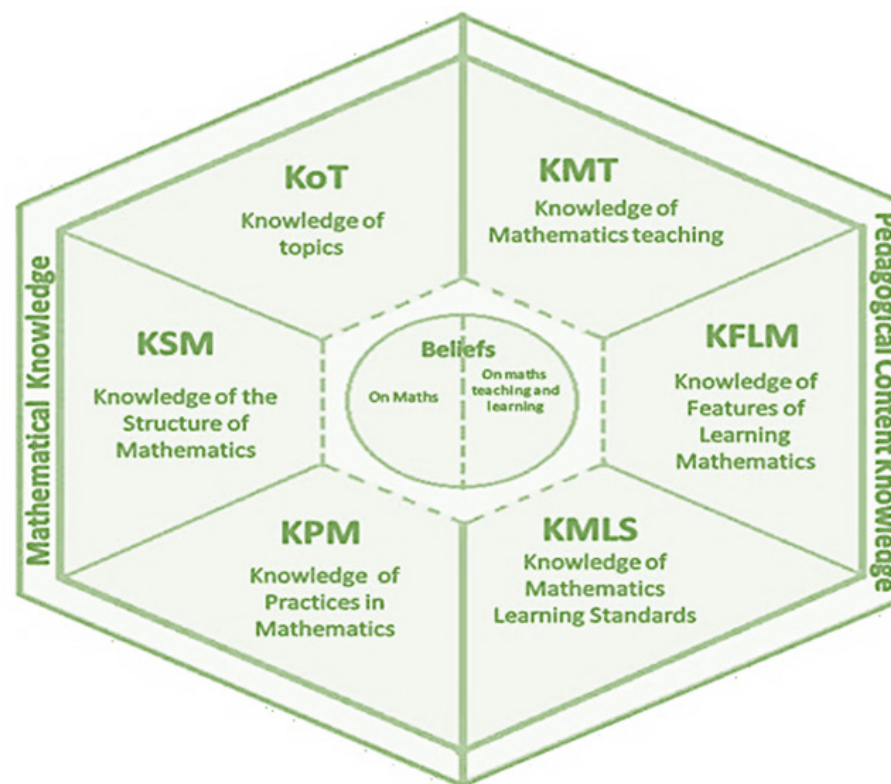 KoT
Knowledge of
topics
KMT
Knowledge of
Mathematics teaching
Mathematical Knowledge
KSM
Knowledge of the
Structure of
Mathematics
Beliefs
On Maths
On maths
teaching and
learning
KFLM
Knowledge of
Features of
Learning
Mathematics
Pedagogical Content Knowledge
KPM
Knowledge of
Practices in
Mathematics
KMLS
Knowledge of
Mathematics
Learning Standards